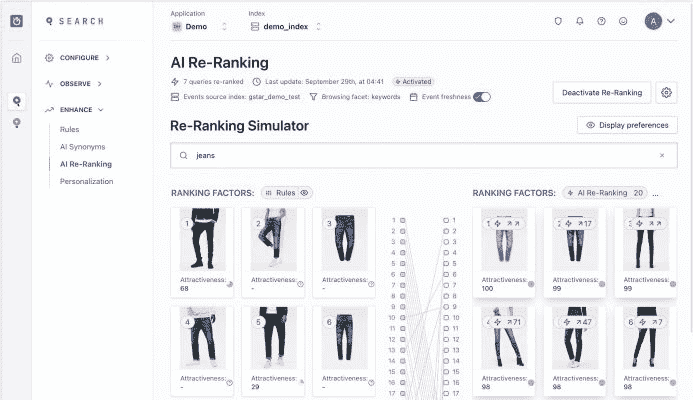 SEARCH
Application
Demo
Index
demo_index
A
CONFIGURE
OBSERVE
ENHANCE
Rules
AI Synonyms
AI Re-Ranking
Personalization
AI Re-Ranking
7 queries re-ranked
Last update: September 29th, at 04:41
Activated
Events source index: gstar_demo_test
Browsing facet: keywords
Event freshness
Deactivate Re-Ranking
Re-Ranking Simulator
Display preferences
jeans
RANKING FACTORS:
Rules
1
2
3
Attractiveness:
68
Attractiveness:
-
Attractiveness:
-
4
5
6
Attractiveness:
-
Attractiveness:
29
Attractiveness:
-
1 1
2 2
3 3
4 4
5 5
6 6
7 7
8 8
9 9
10 10
11 11
12 12
13 13
14 14
15 15
16 16
17 17
RANKING FACTORS:
AI Re-Ranking 20
...
1
17
7
Attractiveness:
100
Attractiveness:
99
Attractiveness:
99
71
47
6 7
Attractiveness:
98
Attractiveness:
98
Attractiveness:
98